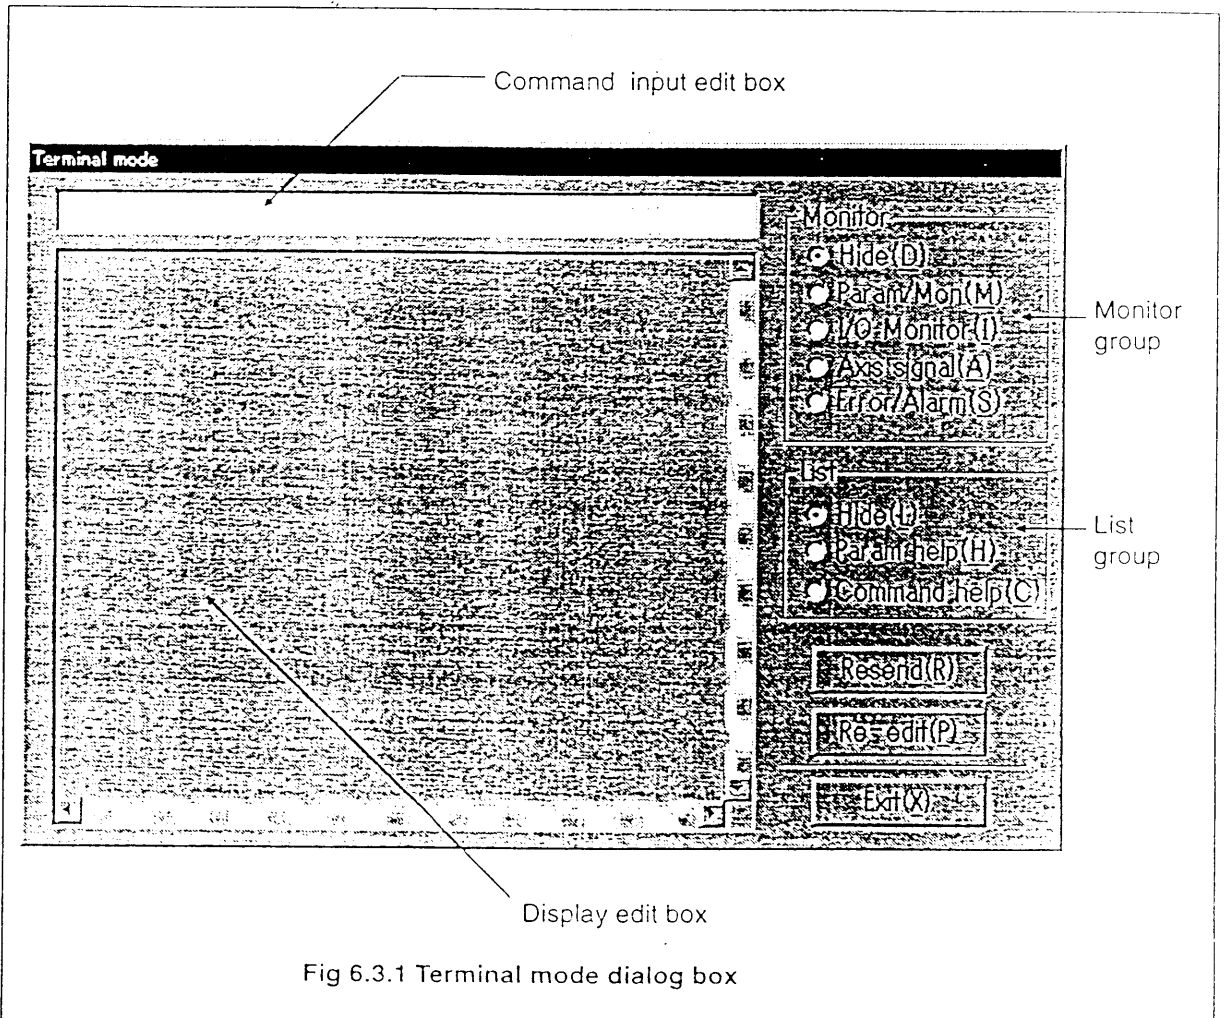 Command input edit box
Terminal mode
Monitor
Hide(D)
Param/Mon(M)
I/O Monitor(I)
Axis signal(A)
Error/Alarm(S)
Monitor
group
List
Hide(L)
Param help(H)
Command help(C)
List
group
Resend(R)
Re-edit(P)
Exit(X)
Display edit box
Fig 6.3.1 Terminal mode dialog box